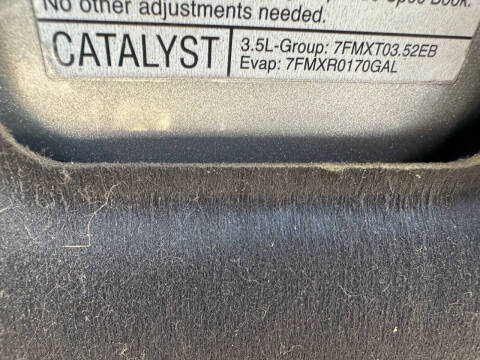 No other adjustments needed.
CATALYST
3.5L-Group: 7FMXT03.52EB
Evap: 7FMXR0170GAL